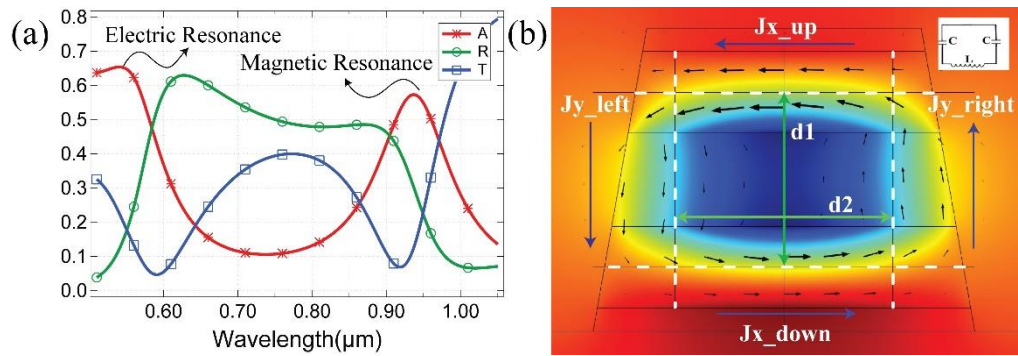 (a)
0.8
0.7
0.6
0.5
0.4
0.3
0.2
0.1
0.0
Electric Resonance
Magnetic Resonance
A
R
T
0.60 0.70 0.80 0.90 1.00
Wavelength(μm)
(b)
Jx_up
C C
L
Jy_left
Jy_right
d1
d2
Jx_down